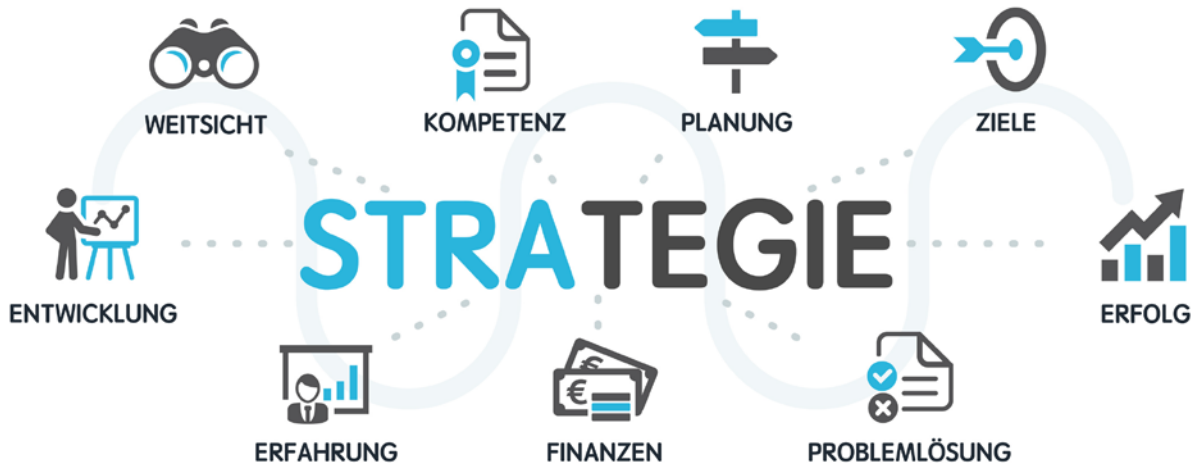 WEITSICHT
KOMPETENZ
PLANUNG
ZIELE
STRATEGIE
ENTWICKLUNG
ERFOLG
€
€
ERFAHRUNG
FINANZEN
PROBLEMLÖSUNG